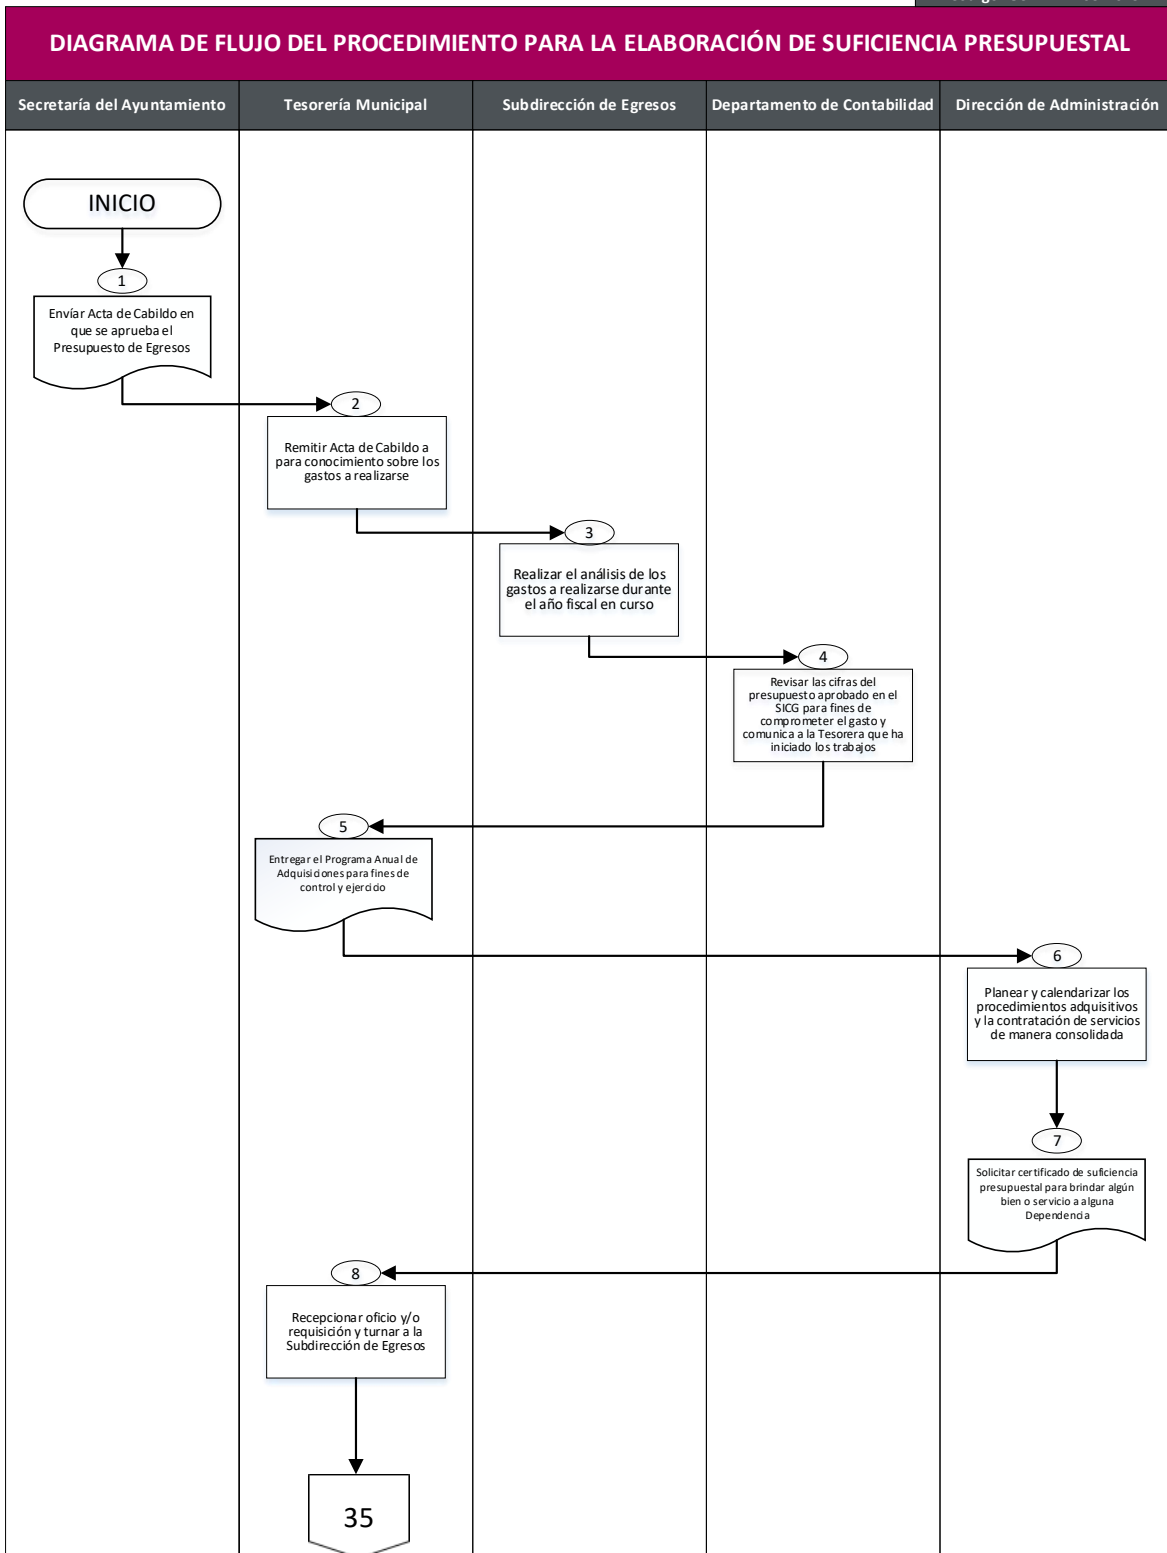 DIAGRAMA DE FLUJO DEL PROCEDIMIENTO PARA LA ELABORACIÓN DE SUFICIENCIA PRESUPUESTAL
Secretaría del Ayuntamiento
Tesorería Municipal
Subdirección de Egresos
Departamento de Contabilidad
Dirección de Administración
INICIO
1
Envíar Acta de Cabildo en
que se aprueba el
Presupuesto de Egresos
2
Remitir Acta de Cabildo a
para conocimiento sobre los
gastos a realizarse
3
Realizar el análisis de los
gastos a realizarse durante
el año fiscal en curso
4
Revisar las cifras del
presupuesto aprobado en el
SICG para fines de
comprometer el gasto y
comunica a la Tesorera que ha
iniciado los trabajos
5
Entregar el Programa Anual de
Adquisiciones para fines de
control y ejercicio
6
Planear y calendarizar los
procedimientos adquisitivos
y la contratación de servicios
de manera consolidada
7
Solicitar certificado de suficiencia
presupuestal para brindar algún
bien o servicio a alguna
Dependencia
8
Recepcionar oficio y/o
requisición y turnar a la
Subdirección de Egresos
35